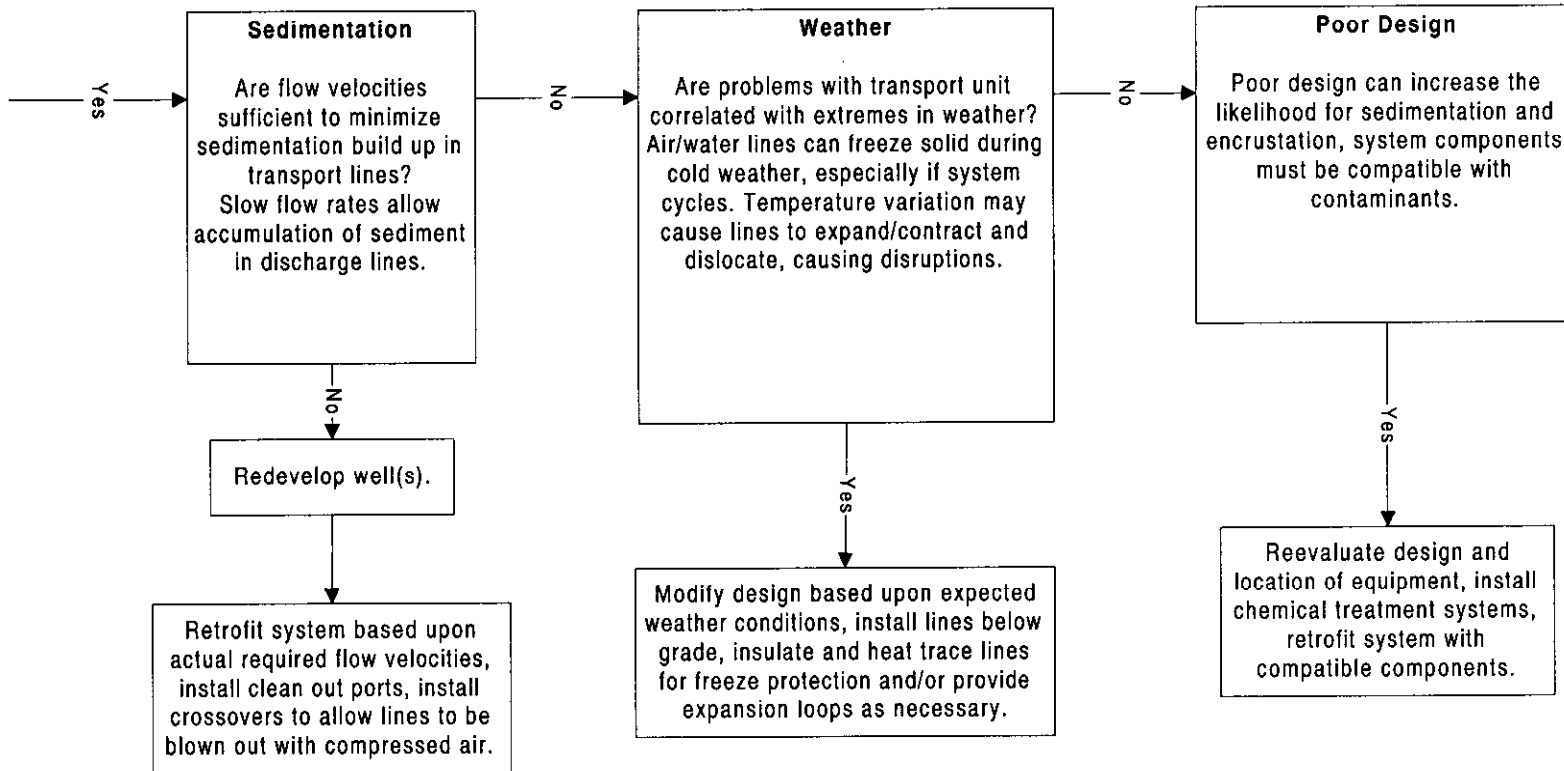 Sedimentation
Are flow velocities
sufficient to minimize
sedimentation build up in
transport lines?
Slow flow rates allow
accumulation of sediment
in discharge lines.
Weather
Are problems with transport unit
correlated with extremes in weather?
Air/water lines can freeze solid during
cold weather, especially if system
cycles. Temperature variation may
cause lines to expand/contract and
dislocate, causing disruptions.
Poor Design
Poor design can increase the
likelihood for sedimentation and
encrustation, system components
must be compatible with
contaminants.
Yes
No
No
No
Yes
Yes
Redevelop well(s).
Retrofit system based upon
actual required flow velocities,
install clean out ports, install
crossovers to allow lines to be
blown out with compressed air.
Modify design based upon expected
weather conditions, install lines below
grade, insulate and heat trace lines
for freeze protection and/or provide
expansion loops as necessary.
Reevaluate design and
location of equipment, install
chemical treatment systems,
retrofit system with
compatible components.